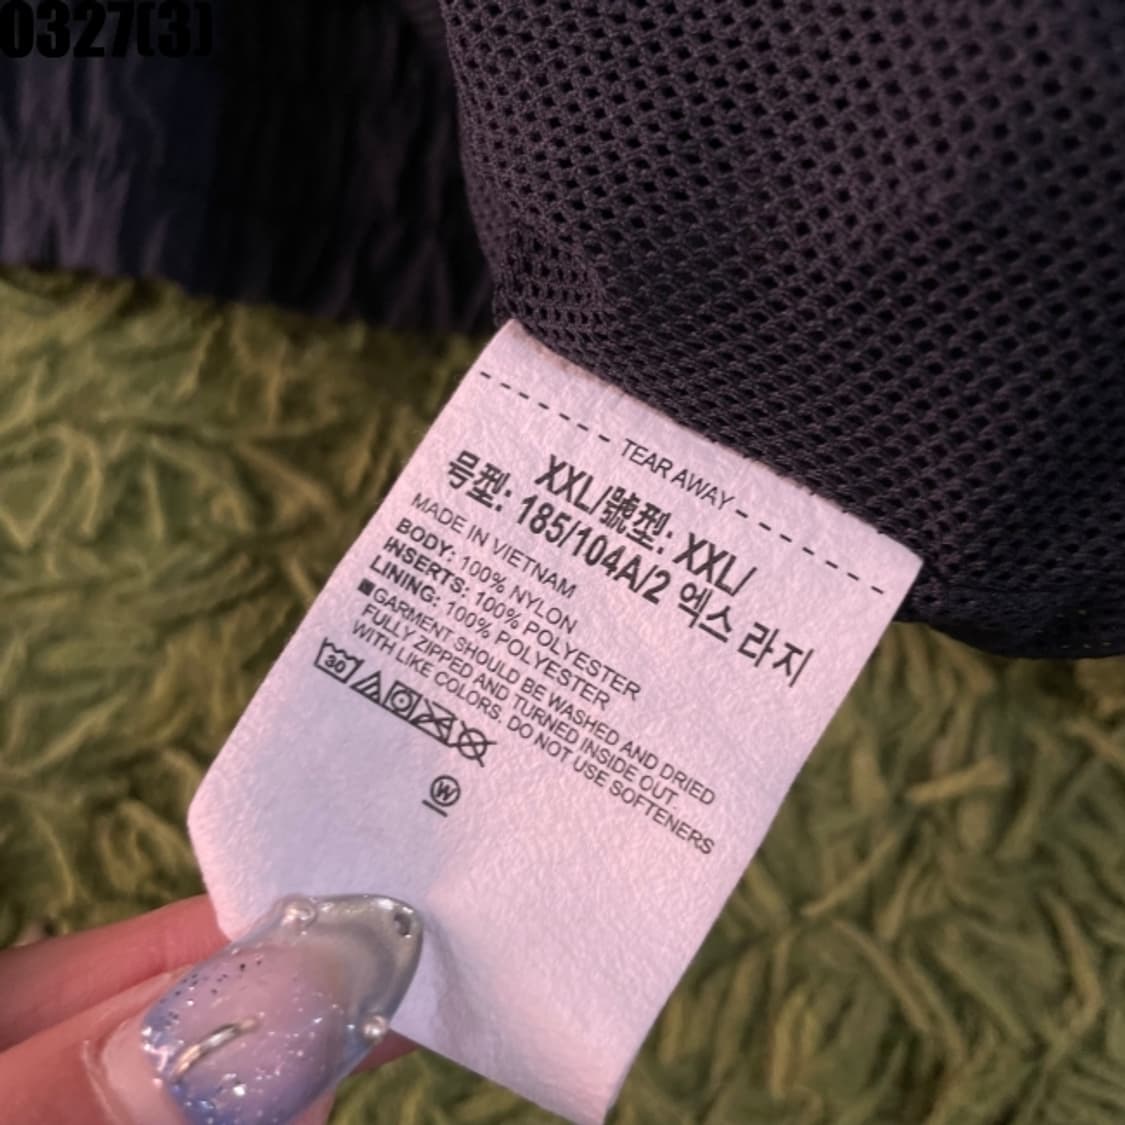 0327(3)
TEAR AWAY
XXL/號型: XXL/
号型: 185/104A/2 엑스 라지
MADE IN VIETNAM
BODY: 100% NYLON
INSERTS: 100% POLYESTER
LINING: 100% POLYESTER
■GARMENT SHOULD BE WASHED AND DRIED
FULLY ZIPPED AND TURNED INSIDE OUT.
WITH LIKE COLORS. DO NOT USE SOFTENERS
30
W